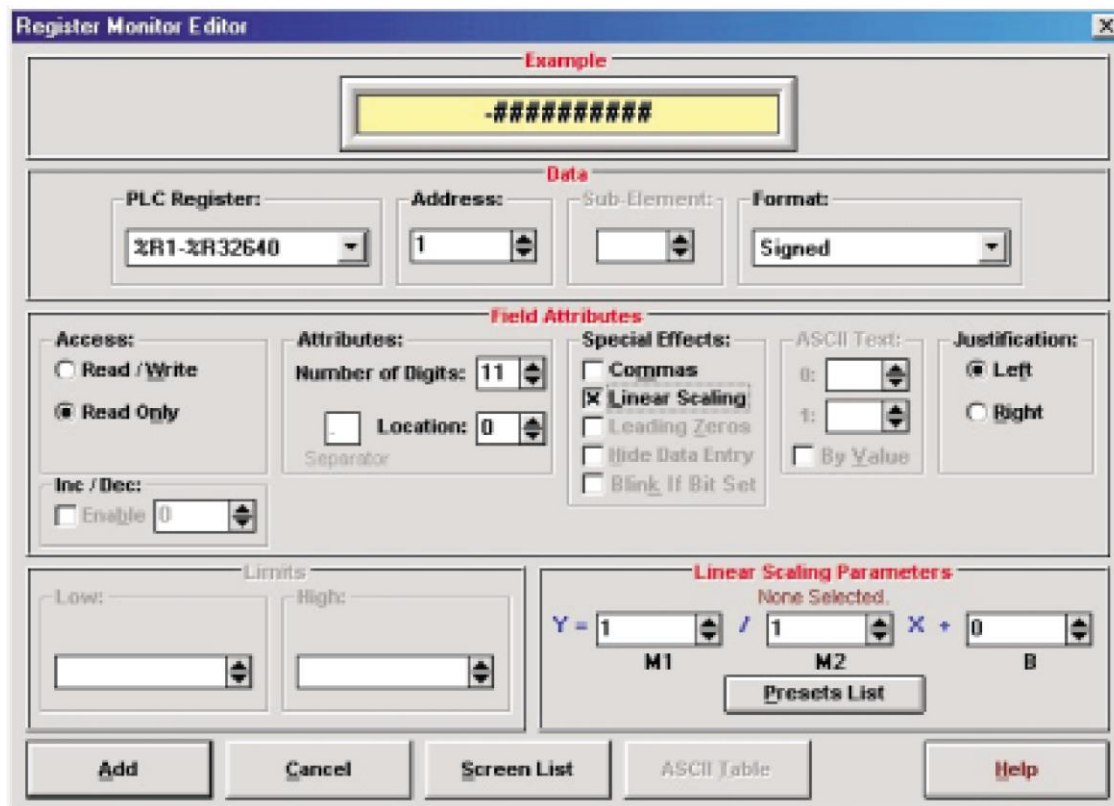 Register Monitor Editor
Example
-##########
Data
PLC Register:
Address:
Sub-Element:
Format:
%R1-%R32640
1
Signed
Field Attributes
Access:
Attributes:
Special Effects:
ASCII Text:
Justification:
Read / Write
Number of Digits: 11
Commas
0:
Left
Read Only
. Location: 0
Linear Scaling
1:
Right
Separator
Leading Zeros
Hide Data Entry
By Value
Blink If Bit Set
Inc / Dec:
Enable 0
Limits
Low:
High:
Linear Scaling Parameters
None Selected.
Y = 1 / 1 X + 0
M1 M2 B
Presets List
Add
Cancel
Screen List
ASCII Table
Help